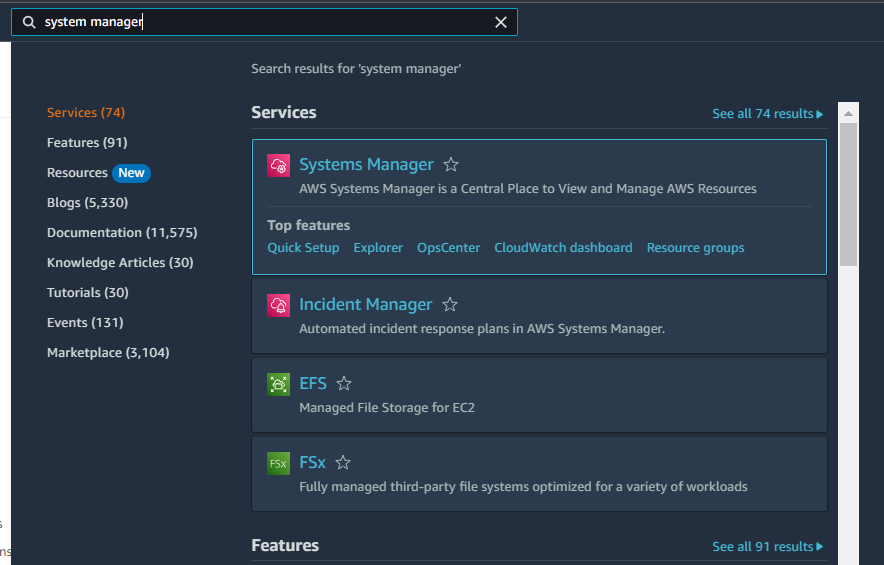 system manager
Search results for 'system manager'
Services (74)
Features (91)
Resources New
Blogs (5,330)
Documentation (11,575)
Knowledge Articles (30)
Tutorials (30)
Events (131)
Marketplace (3,104)
Services
See all 74 results
Systems Manager
AWS Systems Manager is a Central Place to View and Manage AWS Resources
Top features
Quick Setup Explorer OpsCenter CloudWatch dashboard Resource groups
Incident Manager
Automated incident response plans in AWS Systems Manager.
EFS
Managed File Storage for EC2
FSx
FSx
Fully managed third-party file systems optimized for a variety of workloads
Features
See all 91 results